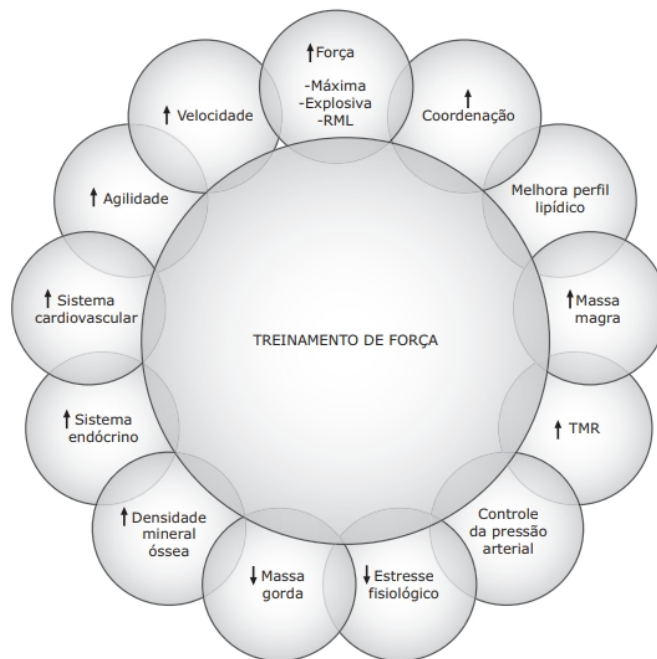 ↑Força
-Máxima
-Explosiva
-RML
↑
Coordenação
Melhora perfil
lipídico
↑Massa
magra
↑ TMR
Controle
da pressão
arterial
↓Estresse
fisiológico
↓Massa
gorda
↑Densidade
mineral
óssea
↑Sistema
endócrino
↑Sistema
cardiovascular
↑Agilidade
↑Velocidade
TREINAMENTO DE FORÇA